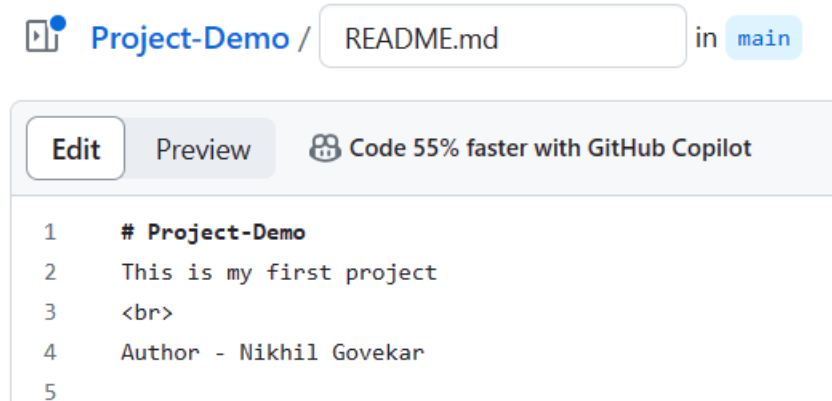 Project-Demo / README.md in main
Edit Preview Code 55% faster with GitHub Copilot
1 # Project-Demo
2 This is my first project
3 <br>
4 Author - Nikhil Govekar
5